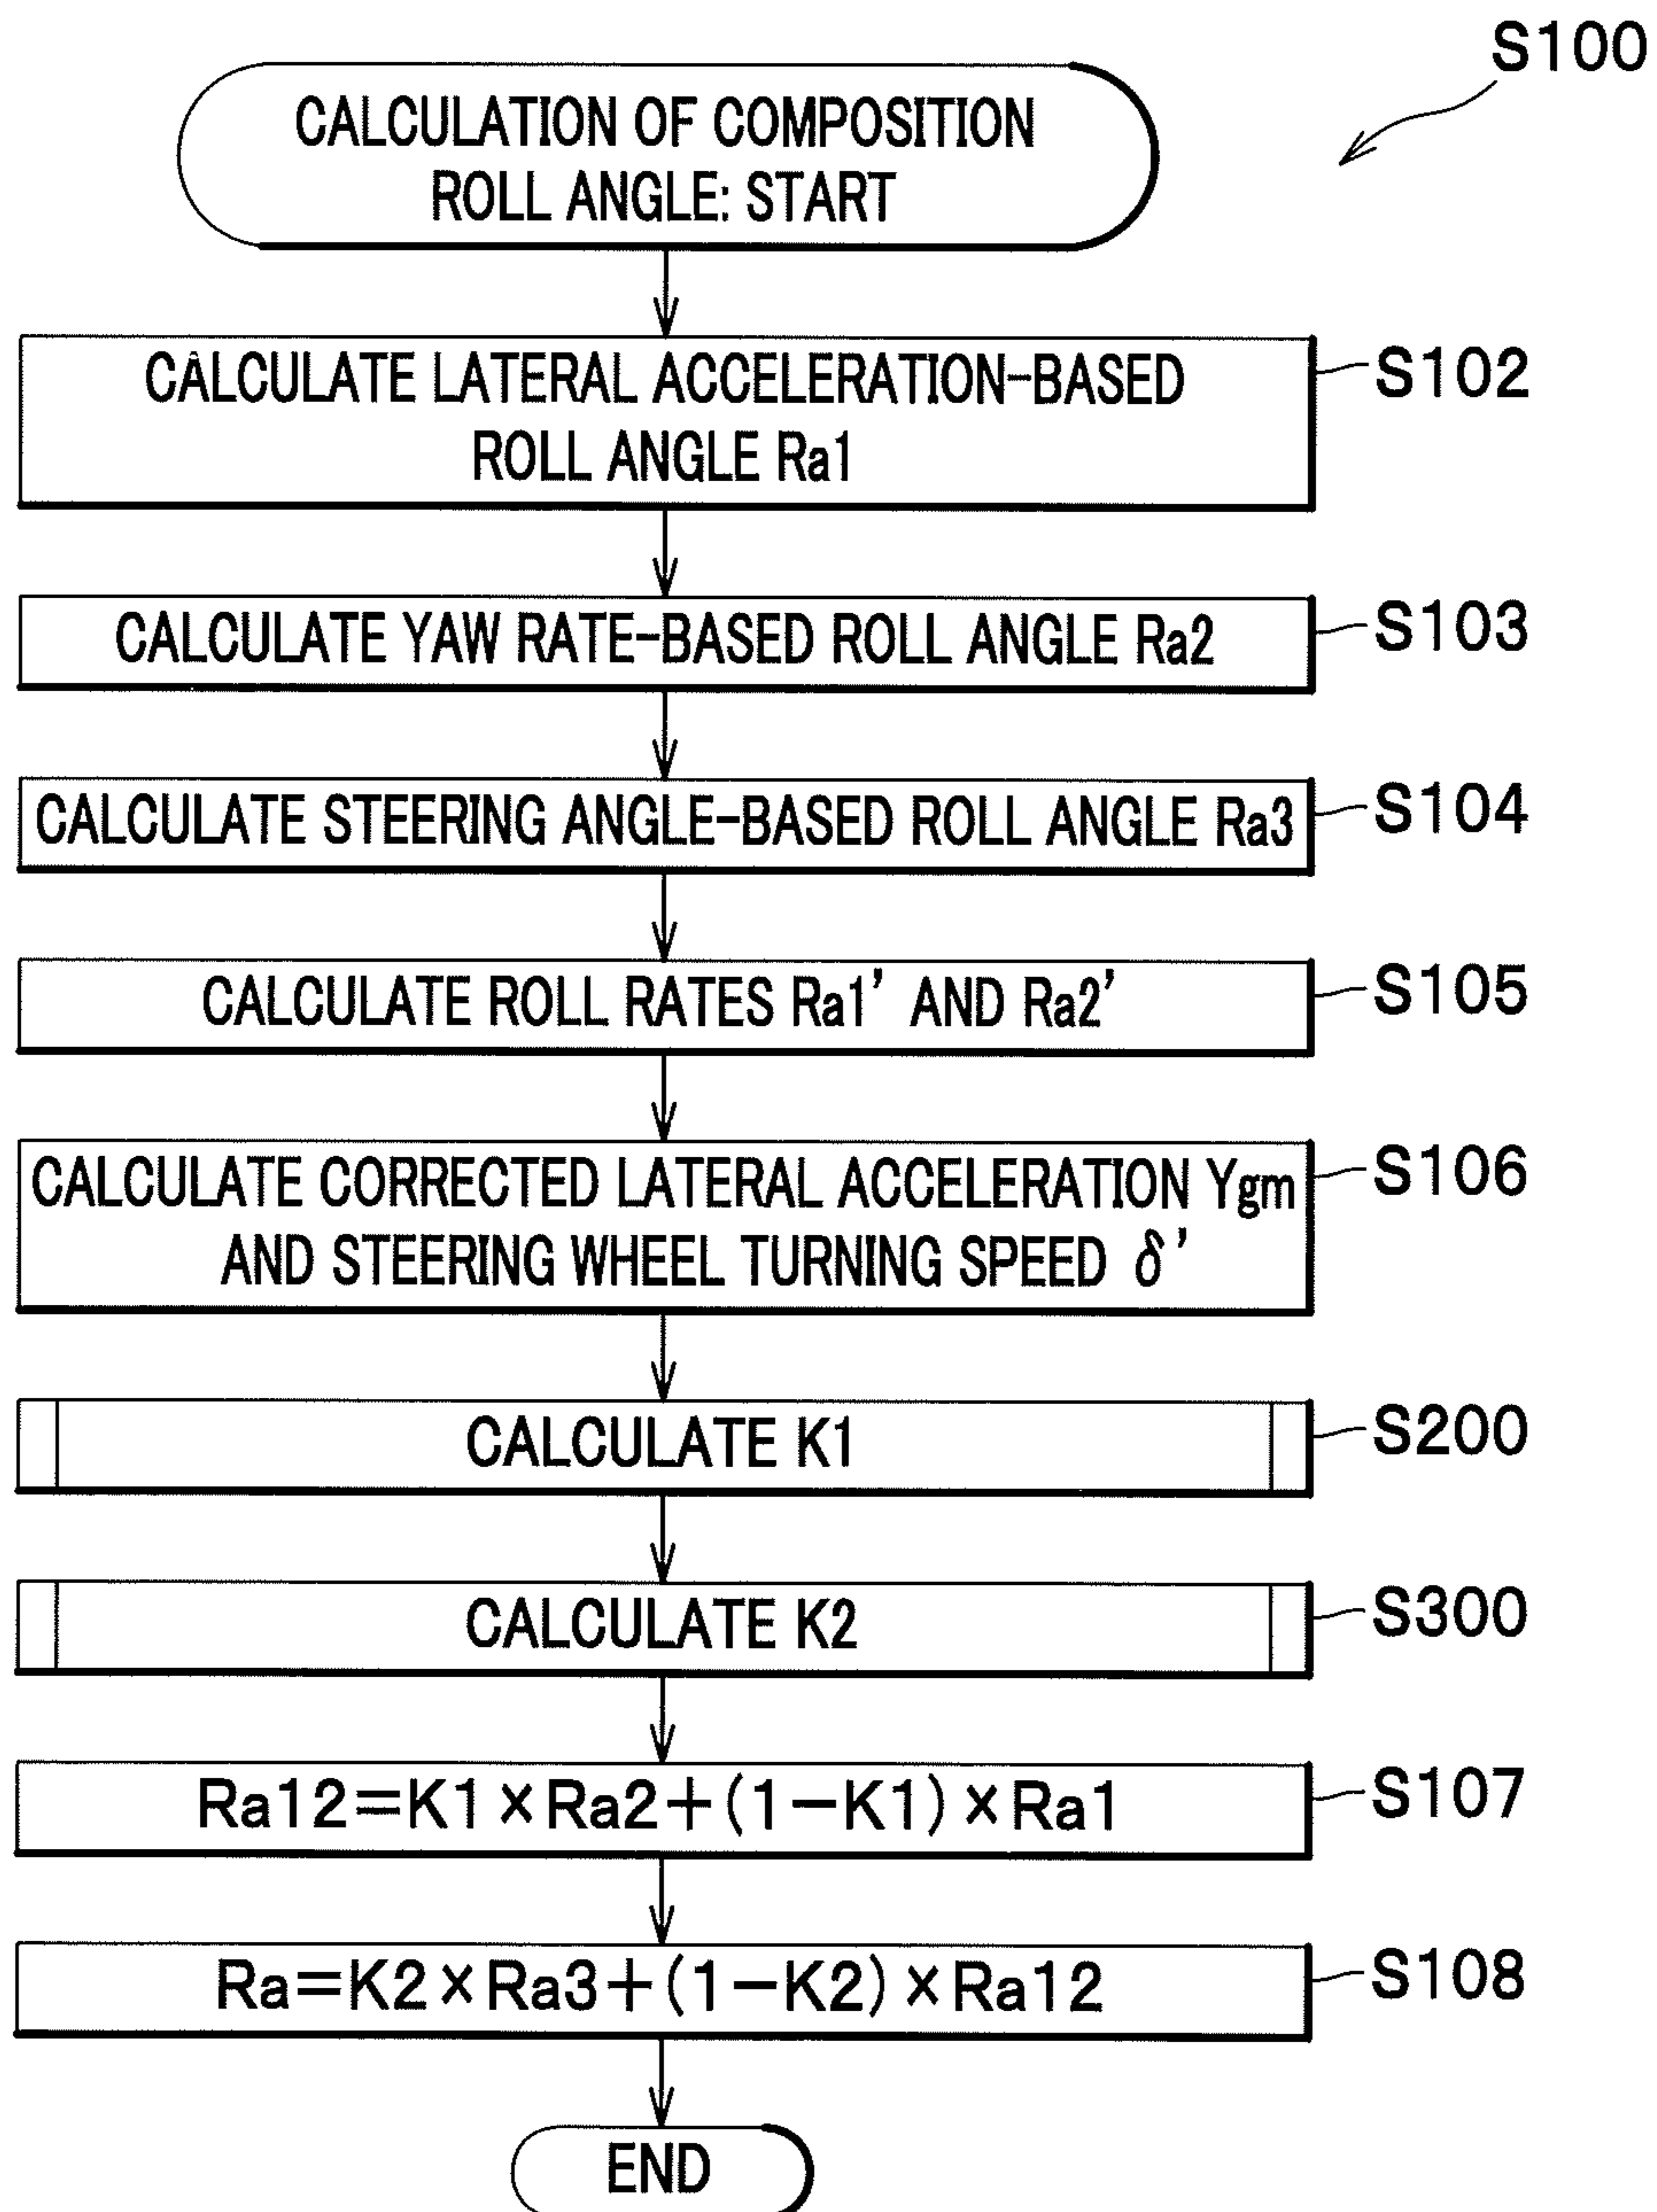 S100
CALCULATION OF COMPOSITION
ROLL ANGLE: START
CALCULATE LATERAL ACCELERATION-BASED
ROLL ANGLE Ra1
S102
CALCULATE YAW RATE-BASED ROLL ANGLE Ra2
S103
CALCULATE STEERING ANGLE-BASED ROLL ANGLE Ra3
S104
CALCULATE ROLL RATES Ra1' AND Ra2'
S105
CALCULATE CORRECTED LATERAL ACCELERATION Ygm
AND STEERING WHEEL TURNING SPEED δ'
S106
CALCULATE K1
S200
CALCULATE K2
S300
Ra12=K1×Ra2+(1-K1)×Ra1
S107
Ra=K2×Ra3+(1-K2)×Ra12
S108
END